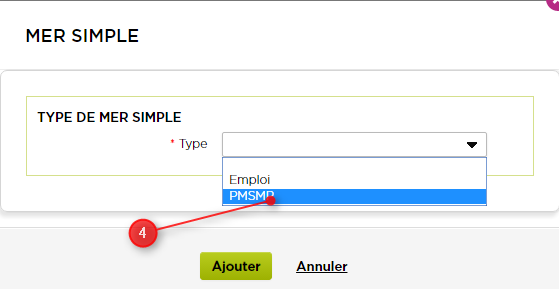 MER SIMPLE
TYPE DE MER SIMPLE
* Type
Emploi
PMSMP
4
Ajouter Annuler